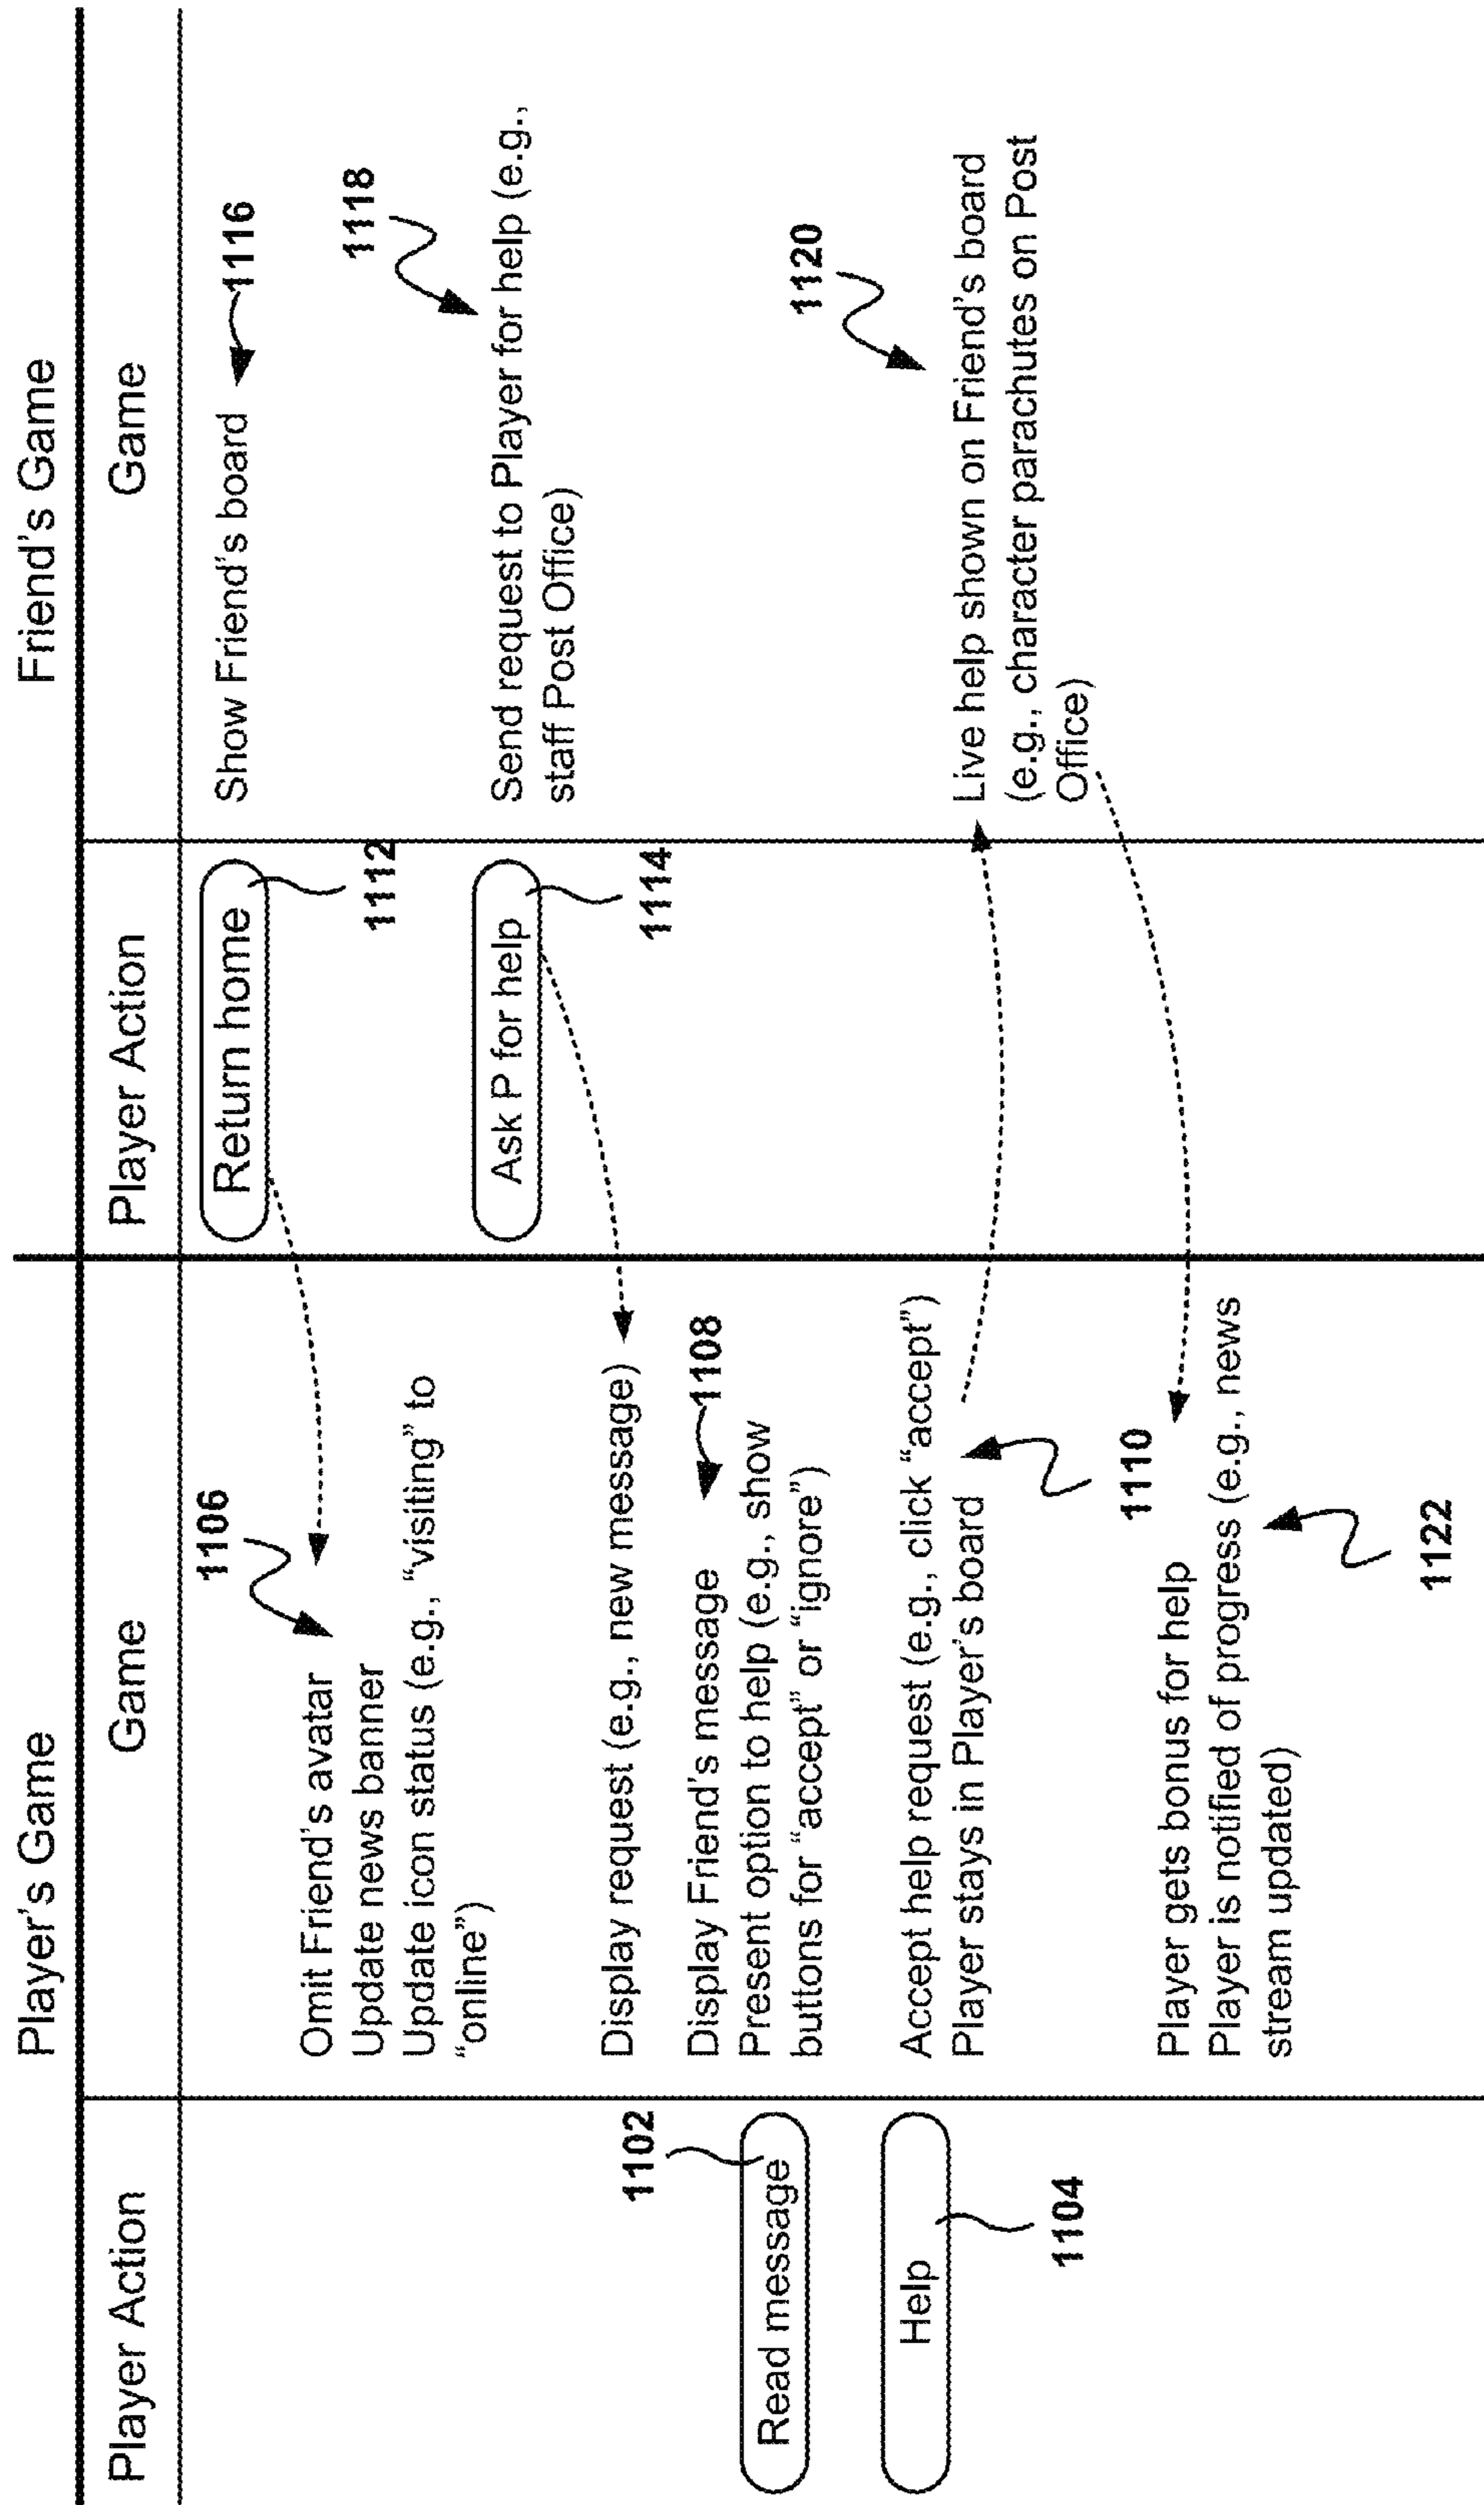 Player's Game
Friend's Game
Player Action
Game
Player Action
Game
Return home
1112
Show Friend's board
1116
1106
Omit Friend's avatar
Update news banner
Update icon status (e.g., “visiting” to
“online”)
Ask P for help
1114
Send request to Player for help (e.g.,
staff Post Office)
1118
Display request (e.g., new message)
1102
Read message
Display Friend's message
Present option to help (e.g., show
buttons for “accept” or “ignore”)
1108
Help
1104
Accept help request (e.g., click “accept”)
Player stays in Player's board
1110
Live help shown on Friend's board
(e.g., character parachutes on Post
Office)
1120
Player gets bonus for help
Player is notified of progress (e.g., news
stream updated)
1122